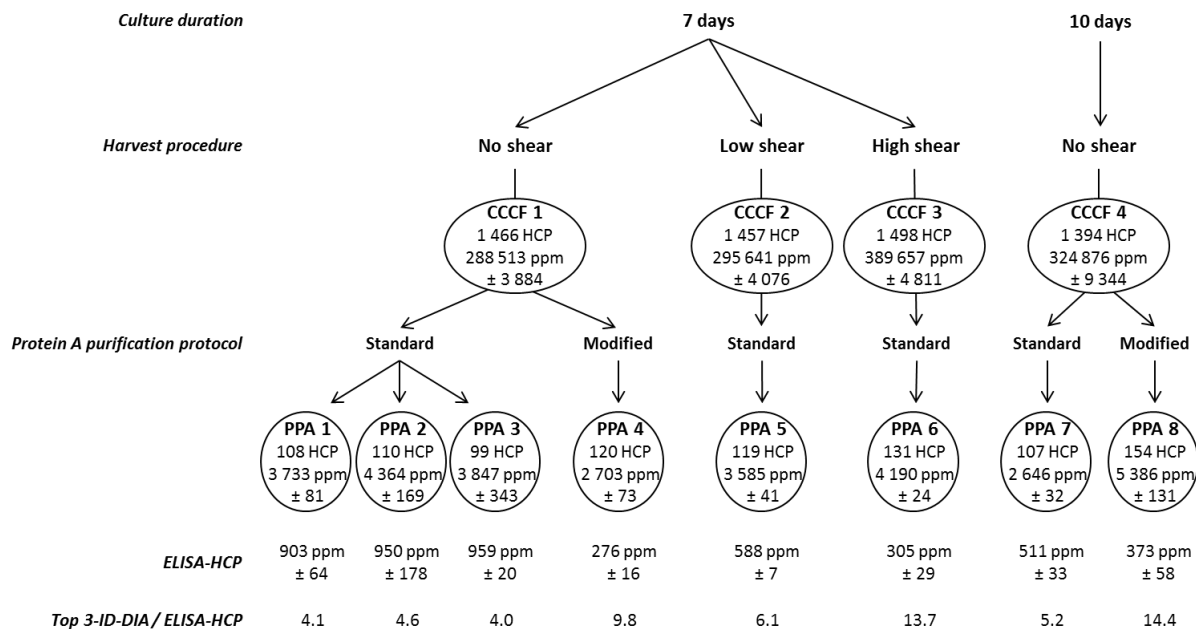 Culture duration 7 days 10 days
Harvest procedure No shear Low shear High shear No shear
CCCF 1 CCCF 2 CCCF 3 CCCF 4
1 466 HCP 1 457 HCP 1 498 HCP 1 394 HCP
288 513 ppm 295 641 ppm 389 657 ppm 324 876 ppm
± 3 884 ± 4 076 ± 4 811 ± 9 344
Protein A purification protocol Standard Modified Standard Standard Standard Modified
PPA 1 PPA 2 PPA 3 PPA 4 PPA 5 PPA 6 PPA 7 PPA 8
108 HCP 110 HCP 99 HCP 120 HCP 119 HCP 131 HCP 107 HCP 154 HCP
3 733 ppm 4 364 ppm 3 847 ppm 2 703 ppm 3 585 ppm 4 190 ppm 2 646 ppm 5 386 ppm
± 81 ± 169 ± 343 ± 73 ± 41 ± 24 ± 32 ± 131
ELISA-HCP 903 ppm 950 ppm 959 ppm 276 ppm 588 ppm 305 ppm 511 ppm 373 ppm
± 64 ± 178 ± 20 ± 16 ± 7 ± 29 ± 33 ± 58
Top 3-ID-DIA / ELISA-HCP 4.1 4.6 4.0 9.8 6.1 13.7 5.2 14.4